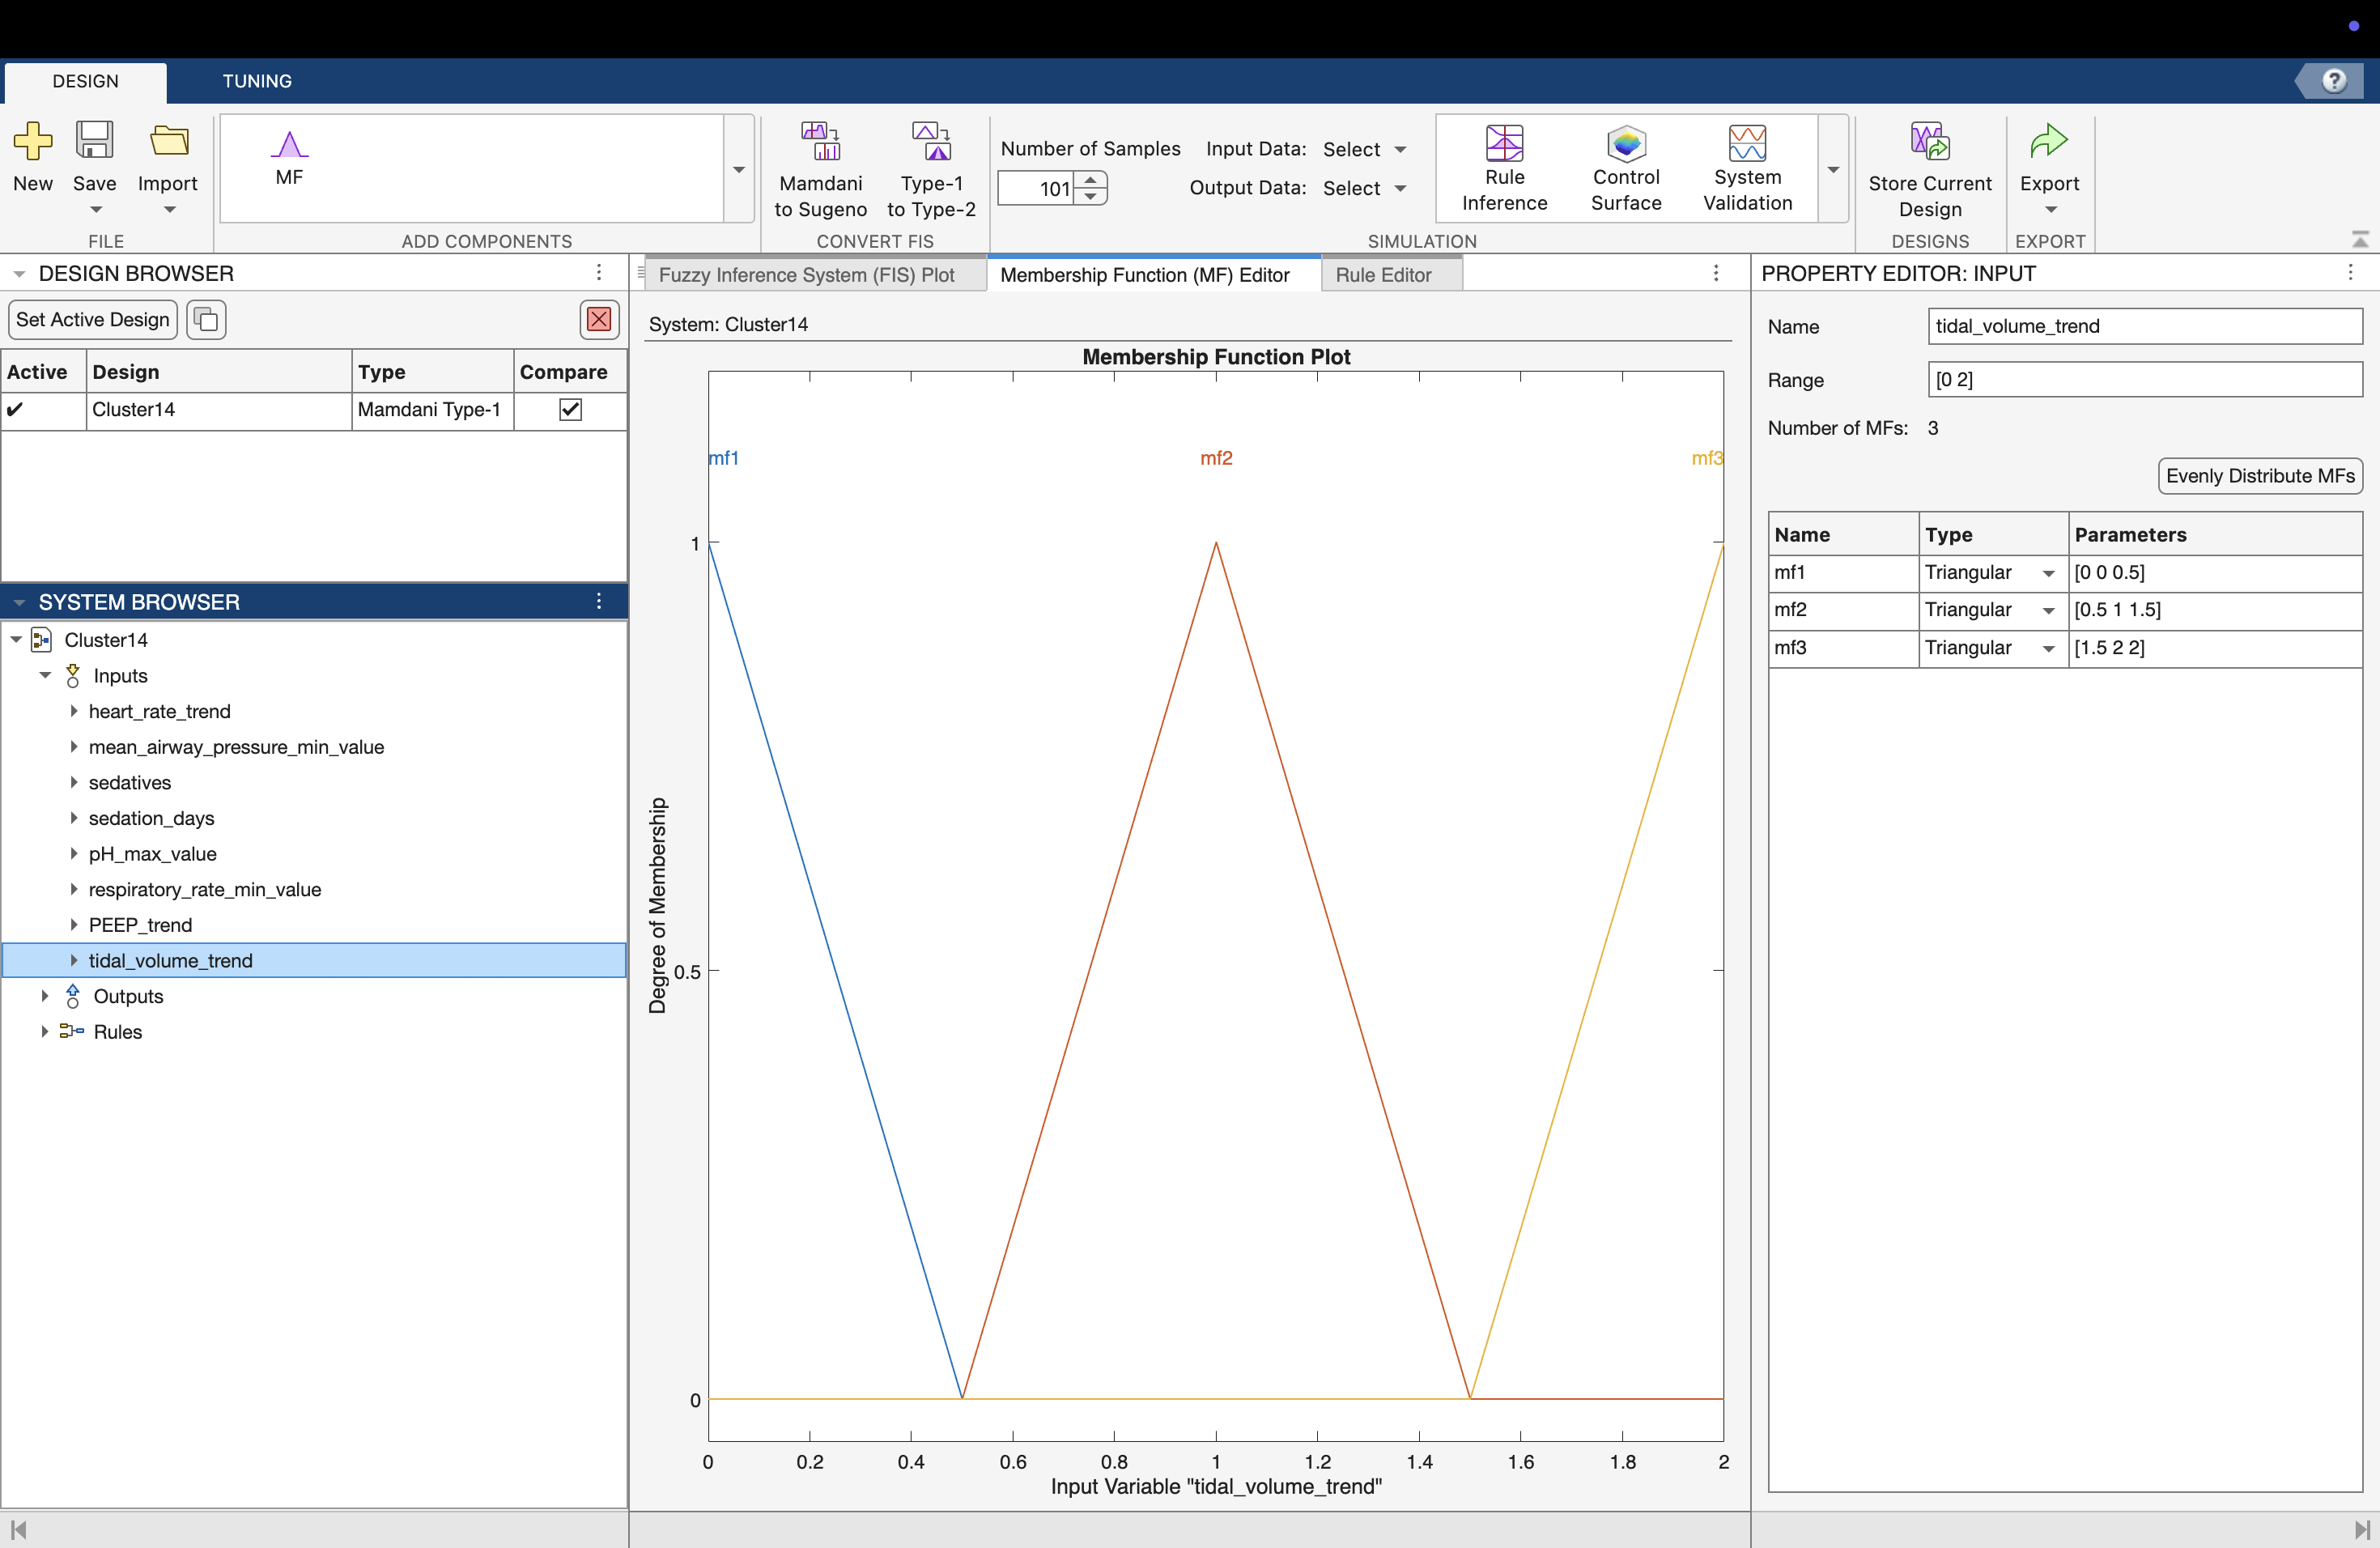 DESIGN
TUNING
New
Save
Import
FILE
MF
ADD COMPONENTS
Mamdani
to Sugeno
Type-1
to Type-2
CONVERT FIS
Number of Samples
101
Input Data: Select
Output Data: Select
Rule
Inference
Control
Surface
System
Validation
SIMULATION
Store Current
Design
DESIGNS
Export
EXPORT
DESIGN BROWSER
Set Active Design
Active Design Type Compare
Cluster14 Mamdani Type-1
SYSTEM BROWSER
Cluster14
Inputs
heart_rate_trend
mean_airway_pressure_min_value
sedatives
sedation_days
pH_max_value
respiratory_rate_min_value
PEEP_trend
tidal_volume_trend
Outputs
Rules
Fuzzy Inference System (FIS) Plot
Membership Function (MF) Editor
Rule Editor
System: Cluster14
Membership Function Plot
mf1 mf2 mf3
1
0.5
0
Degree of Membership
0 0.2 0.4 0.6 0.8 1 1.2 1.4 1.6 1.8 2
Input Variable "tidal_volume_trend"
PROPERTY EDITOR: INPUT
Name tidal_volume_trend
Range [0 2]
Number of MFs: 3
Evenly Distribute MFs
Name Type Parameters
mf1 Triangular [0 0 0.5]
mf2 Triangular [0.5 1 1.5]
mf3 Triangular [1.5 2 2]